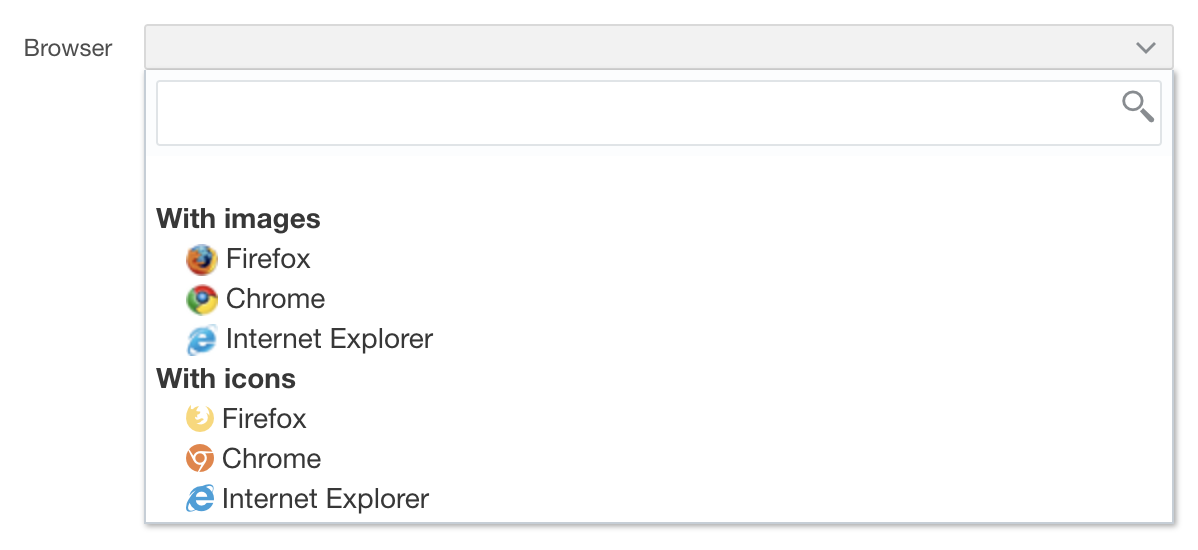 Browser
With images
Firefox
Chrome
Internet Explorer
With icons
Firefox
Chrome
Internet Explorer